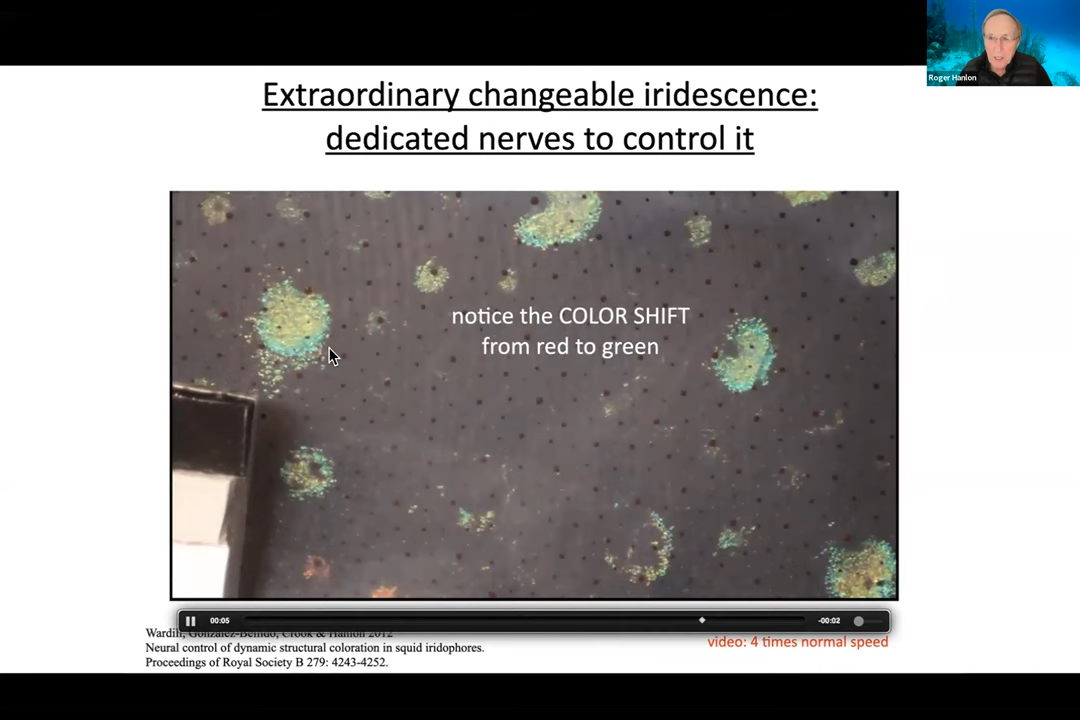 Roger Hanlon
Extraordinary changeable iridescence:
dedicated nerves to control it
notice the COLOR SHIFT
from red to green
00:05
-00:02
Wardill, Gonzalez-Bellido, Crook & Hanlon 2012
Neural control of dynamic structural coloration in squid iridophores.
Proceedings of Royal Society B 279: 4243-4252.
video: 4 times normal speed